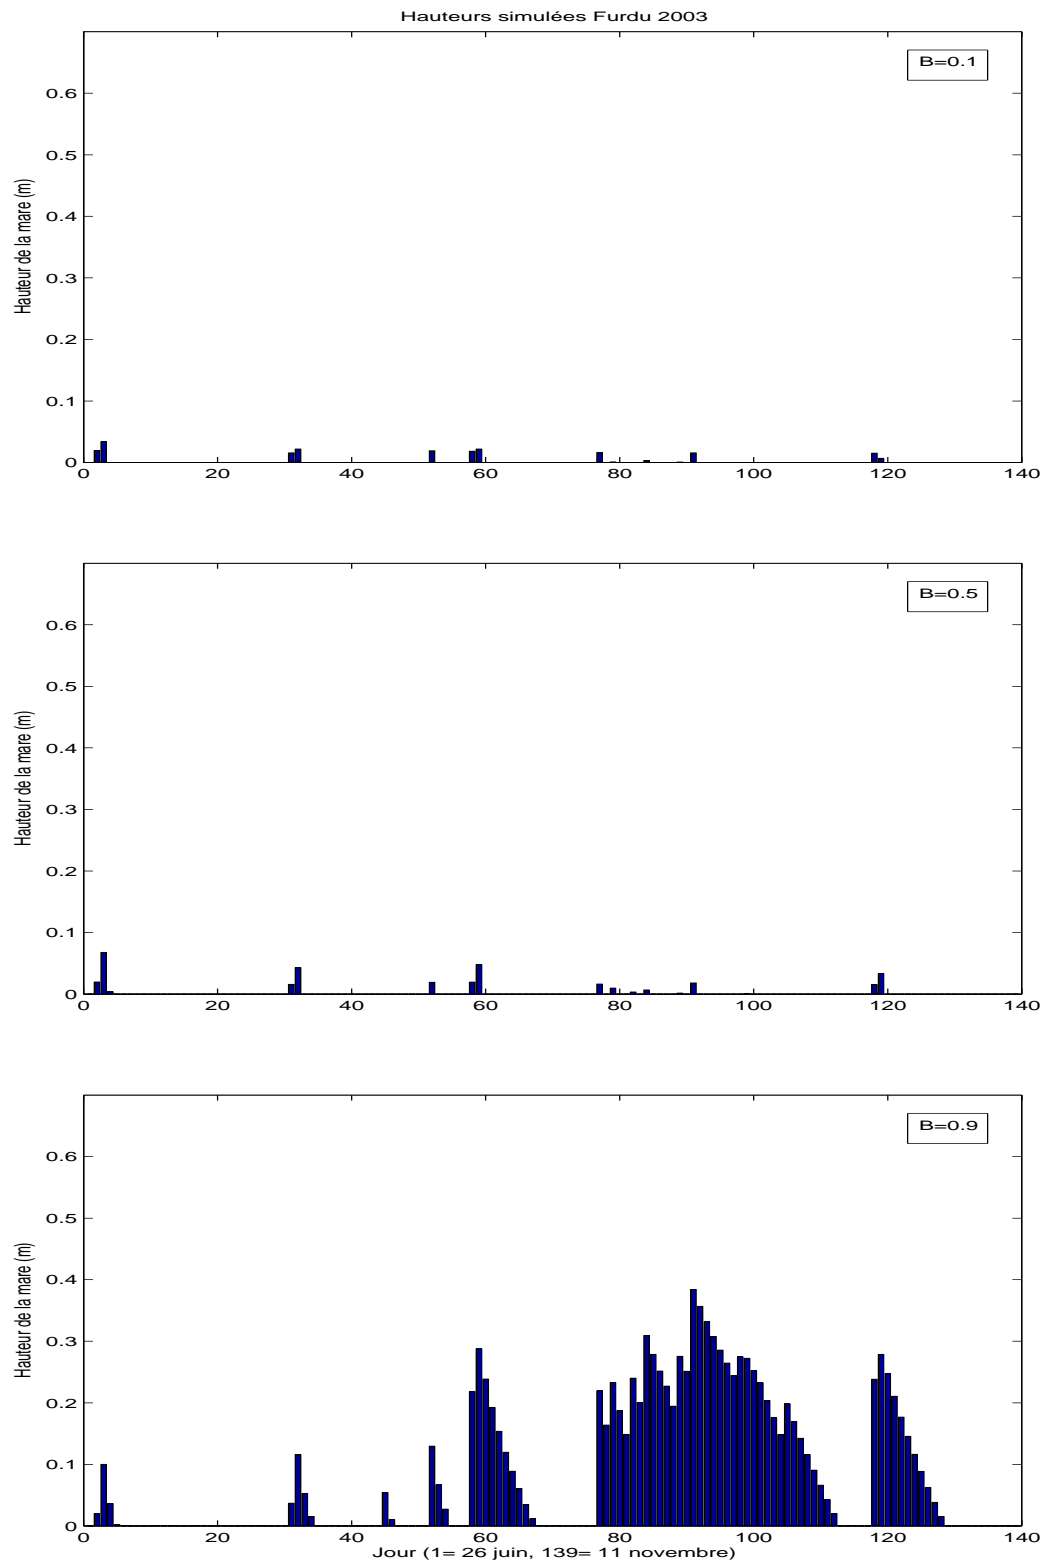 Hauteurs simulées Furdu 2003
B=0.1
Hauteur de la mare (m)
0.6
0.5
0.4
0.3
0.2
0.1
0
0 20 40 60 80 100 120 140
B=0.5
Hauteur de la mare (m)
0.6
0.5
0.4
0.3
0.2
0.1
0
0 20 40 60 80 100 120 140
B=0.9
Hauteur de la mare (m)
0.6
0.5
0.4
0.3
0.2
0.1
0
0 20 40 60 80 100 120 140
Jour (1= 26 juin, 139= 11 novembre)